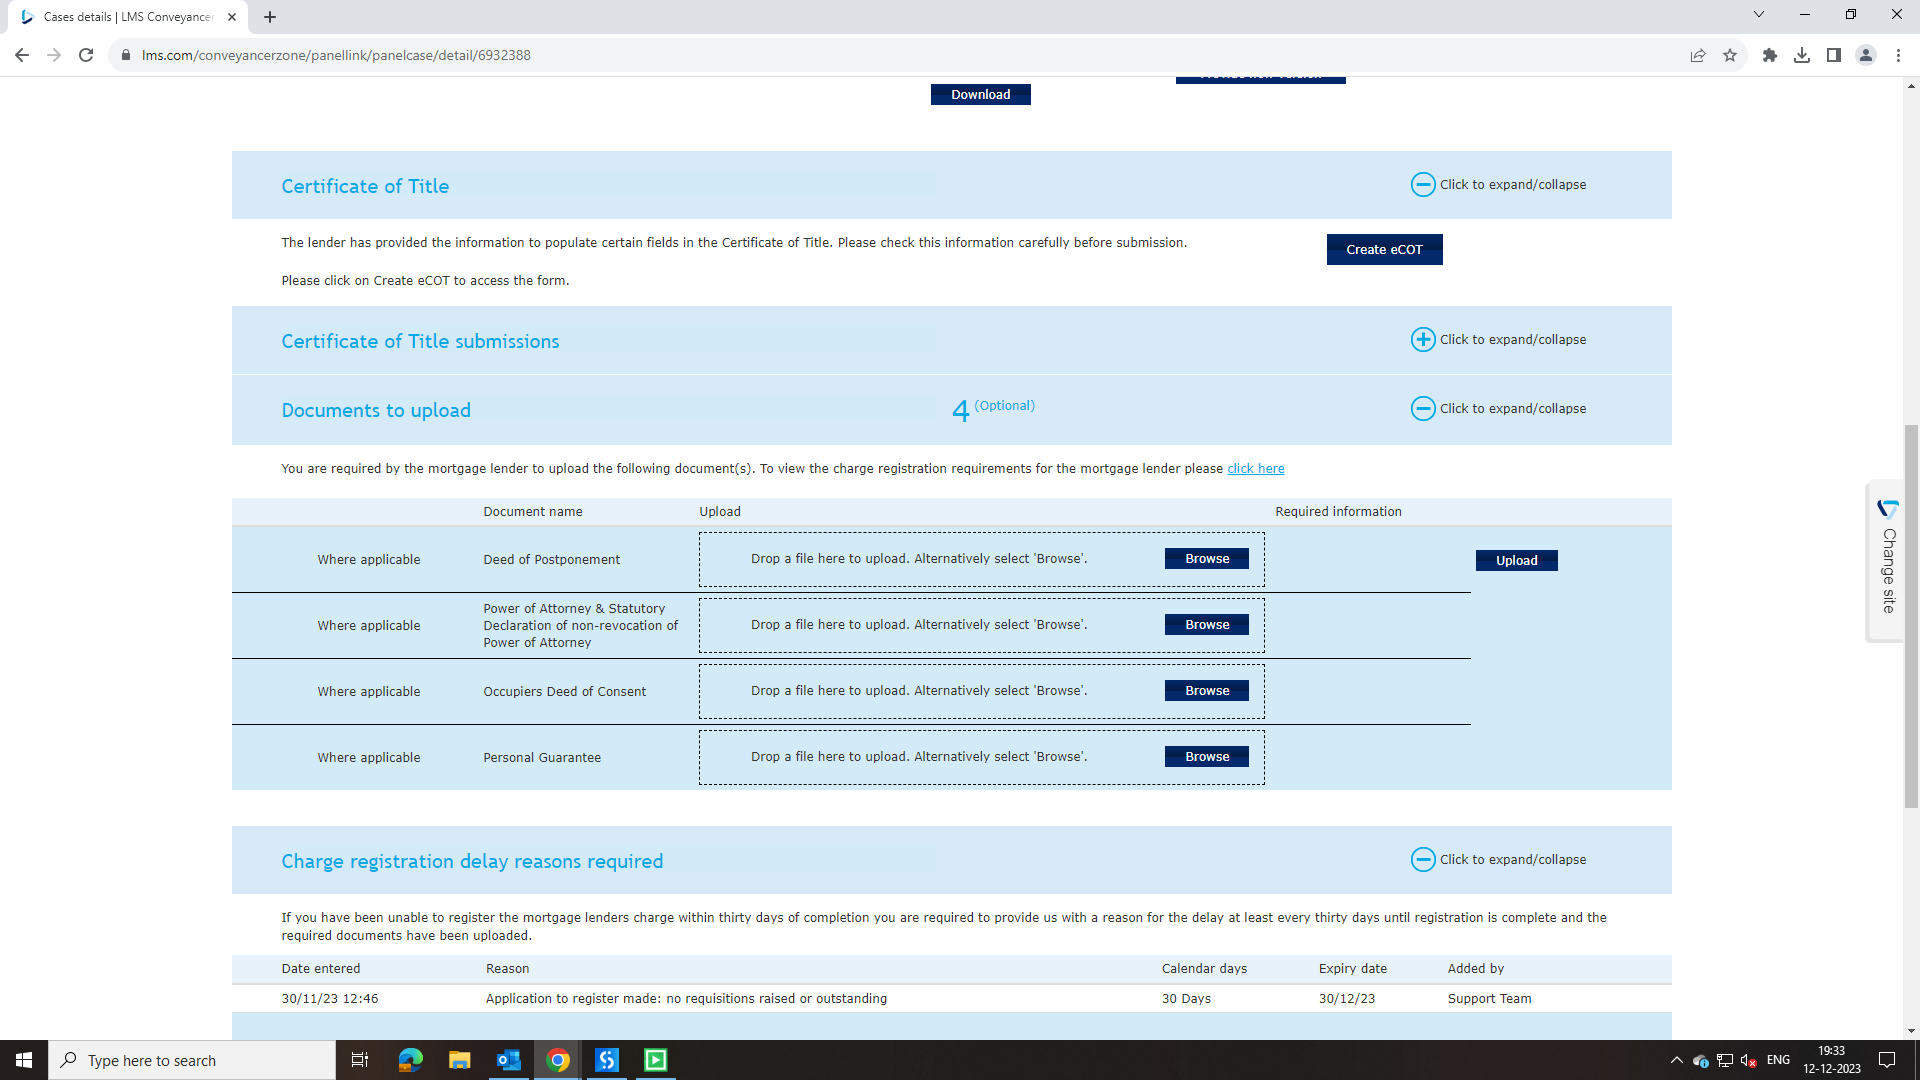 Cases details | LMS Conveyancer
lms.com/conveyancerzone/panellink/panelcase/detail/6932388
Download
Certificate of Title
Click to expand/collapse
The lender has provided the information to populate certain fields in the Certificate of Title. Please check this information carefully before submission.
Create eCOT
Please click on Create eCOT to access the form.
Certificate of Title submissions
Click to expand/collapse
Documents to upload
4 (Optional)
Click to expand/collapse
You are required by the mortgage lender to upload the following document(s). To view the charge registration requirements for the mortgage lender please click here
Document name Upload Required information
Where applicable Deed of Postponement Drop a file here to upload. Alternatively select 'Browse'. Browse Upload
Where applicable Power of Attorney & Statutory
Declaration of non-revocation of
Power of Attorney
Drop a file here to upload. Alternatively select 'Browse'. Browse
Where applicable Occupiers Deed of Consent Drop a file here to upload. Alternatively select 'Browse'. Browse
Where applicable Personal Guarantee Drop a file here to upload. Alternatively select 'Browse'. Browse
Change site
Charge registration delay reasons required
Click to expand/collapse
If you have been unable to register the mortgage lenders charge within thirty days of completion you are required to provide us with a reason for the delay at least every thirty days until registration is complete and the
required documents have been uploaded.
Date entered Reason Calendar days Expiry date Added by
30/11/23 12:46 Application to register made: no requisitions raised or outstanding 30 Days 30/12/23 Support Team
Type here to search
ENG
19:33
12-12-2023